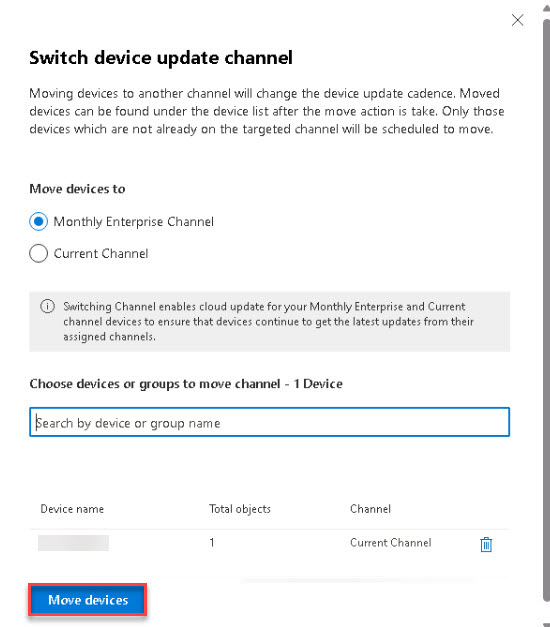 Switch device update channel
Moving devices to another channel will change the device update cadence. Moved
devices can be found under the device list after the move action is take. Only those
devices which are not already on the targeted channel will be scheduled to move.
Move devices to
Monthly Enterprise Channel
Current Channel
Switching Channel enables cloud update for your Monthly Enterprise and Current
channel devices to ensure that devices continue to get the latest updates from their
assigned channels.
Choose devices or groups to move channel - 1 Device
Search by device or group name
Device name Total objects Channel
1 Current Channel
Move devices